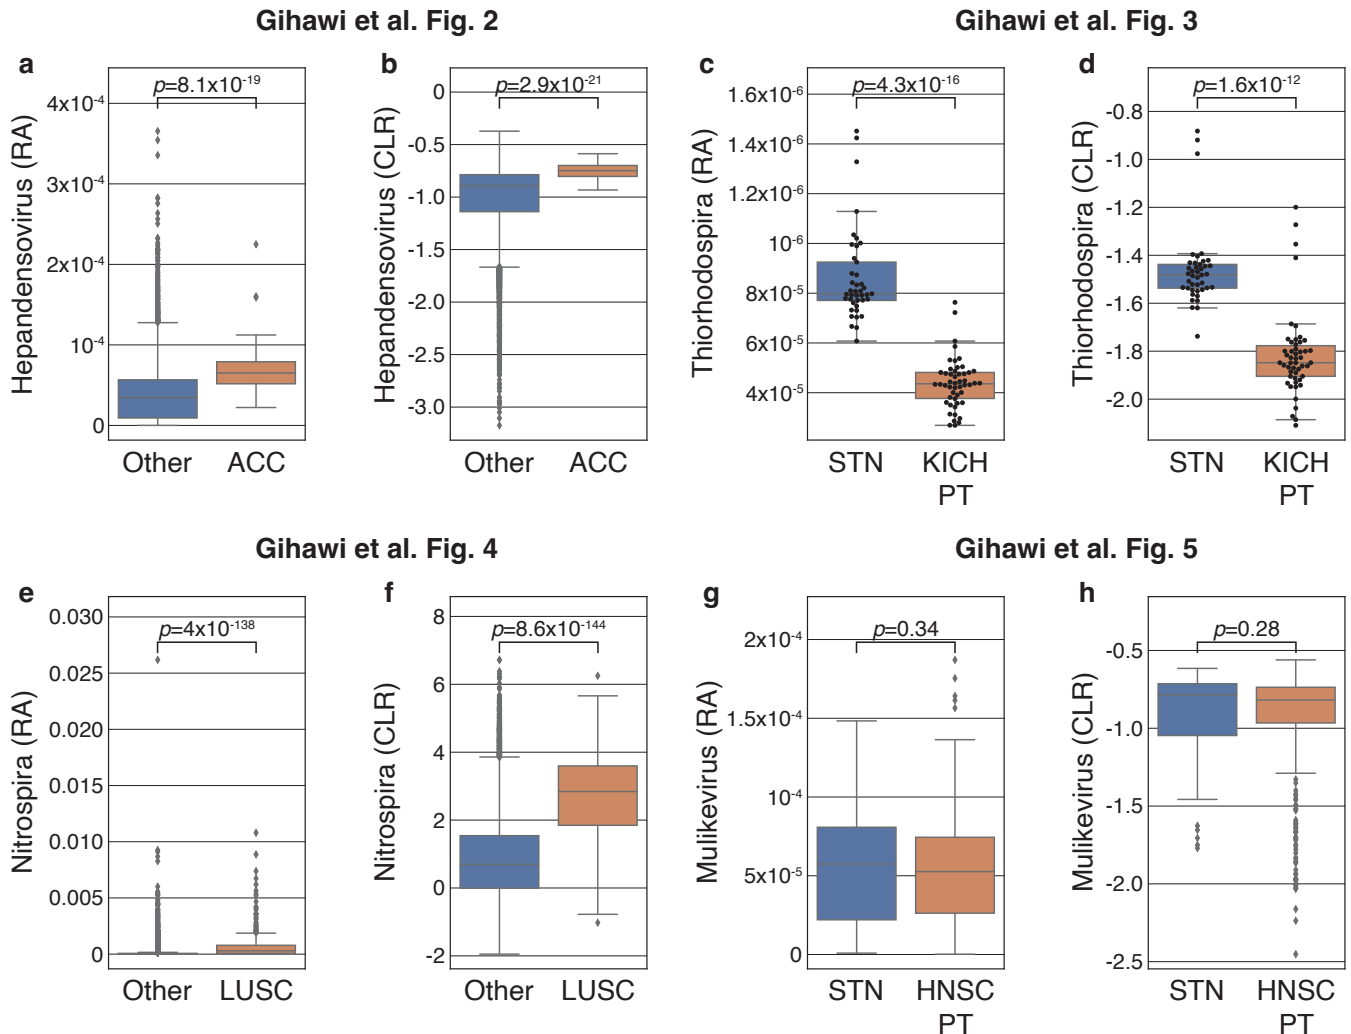 Gihawi et al. Fig. 2
Gihawi et al. Fig. 3
a
p=8.1x10⁻¹⁹
Hepandensovirus (RA)
4x10⁻⁴
3x10⁻⁴
2x10⁻⁴
10⁻⁴
0
Other
ACC
b
p=2.9x10⁻²¹
Hepandensovirus (CLR)
0
-0.5
-1.0
-1.5
-2.0
-2.5
-3.0
Other
ACC
c
p=4.3x10⁻¹⁶
Thiorhodospira (RA)
1.6x10⁻⁶
1.4x10⁻⁶
1.2x10⁻⁶
10⁻⁶
8x10⁻⁵
6x10⁻⁵
4x10⁻⁵
STN
KICH
PT
d
p=1.6x10⁻¹²
Thiorhodospira (CLR)
-0.8
-1.0
-1.2
-1.4
-1.6
-1.8
-2.0
STN
KICH
PT
Gihawi et al. Fig. 4
Gihawi et al. Fig. 5
e
p=4x10⁻¹³⁸
Nitrospira (RA)
0.030
0.025
0.020
0.015
0.010
0.005
0
Other
LUSC
f
p=8.6x10⁻¹⁴⁴
Nitrospira (CLR)
8
6
4
2
0
-2
Other
LUSC
g
p=0.34
Mulikevirus (RA)
2x10⁻⁴
1.5x10⁻⁴
10⁻⁴
5x10⁻⁵
0
STN
HNSC
PT
h
p=0.28
Mulikevirus (CLR)
-0.5
-1.0
-1.5
-2.0
-2.5
STN
HNSC
PT